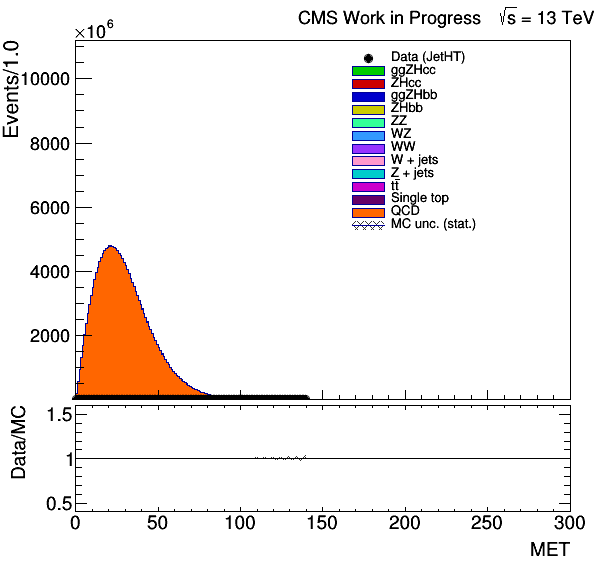 CMS Work in Progress √s = 13 TeV
×10⁶
Events/1.0
10000
8000
6000
4000
2000
Data (JetHT)
ggZHcc
ZHcc
ggZHbb
ZHbb
ZZ
WZ
WW
W + jets
Z + jets
tt̄
Single top
QCD
MC unc. (stat.)
Data/MC
1.5
1
0.5
0 50 100 150 200 250 300
MET